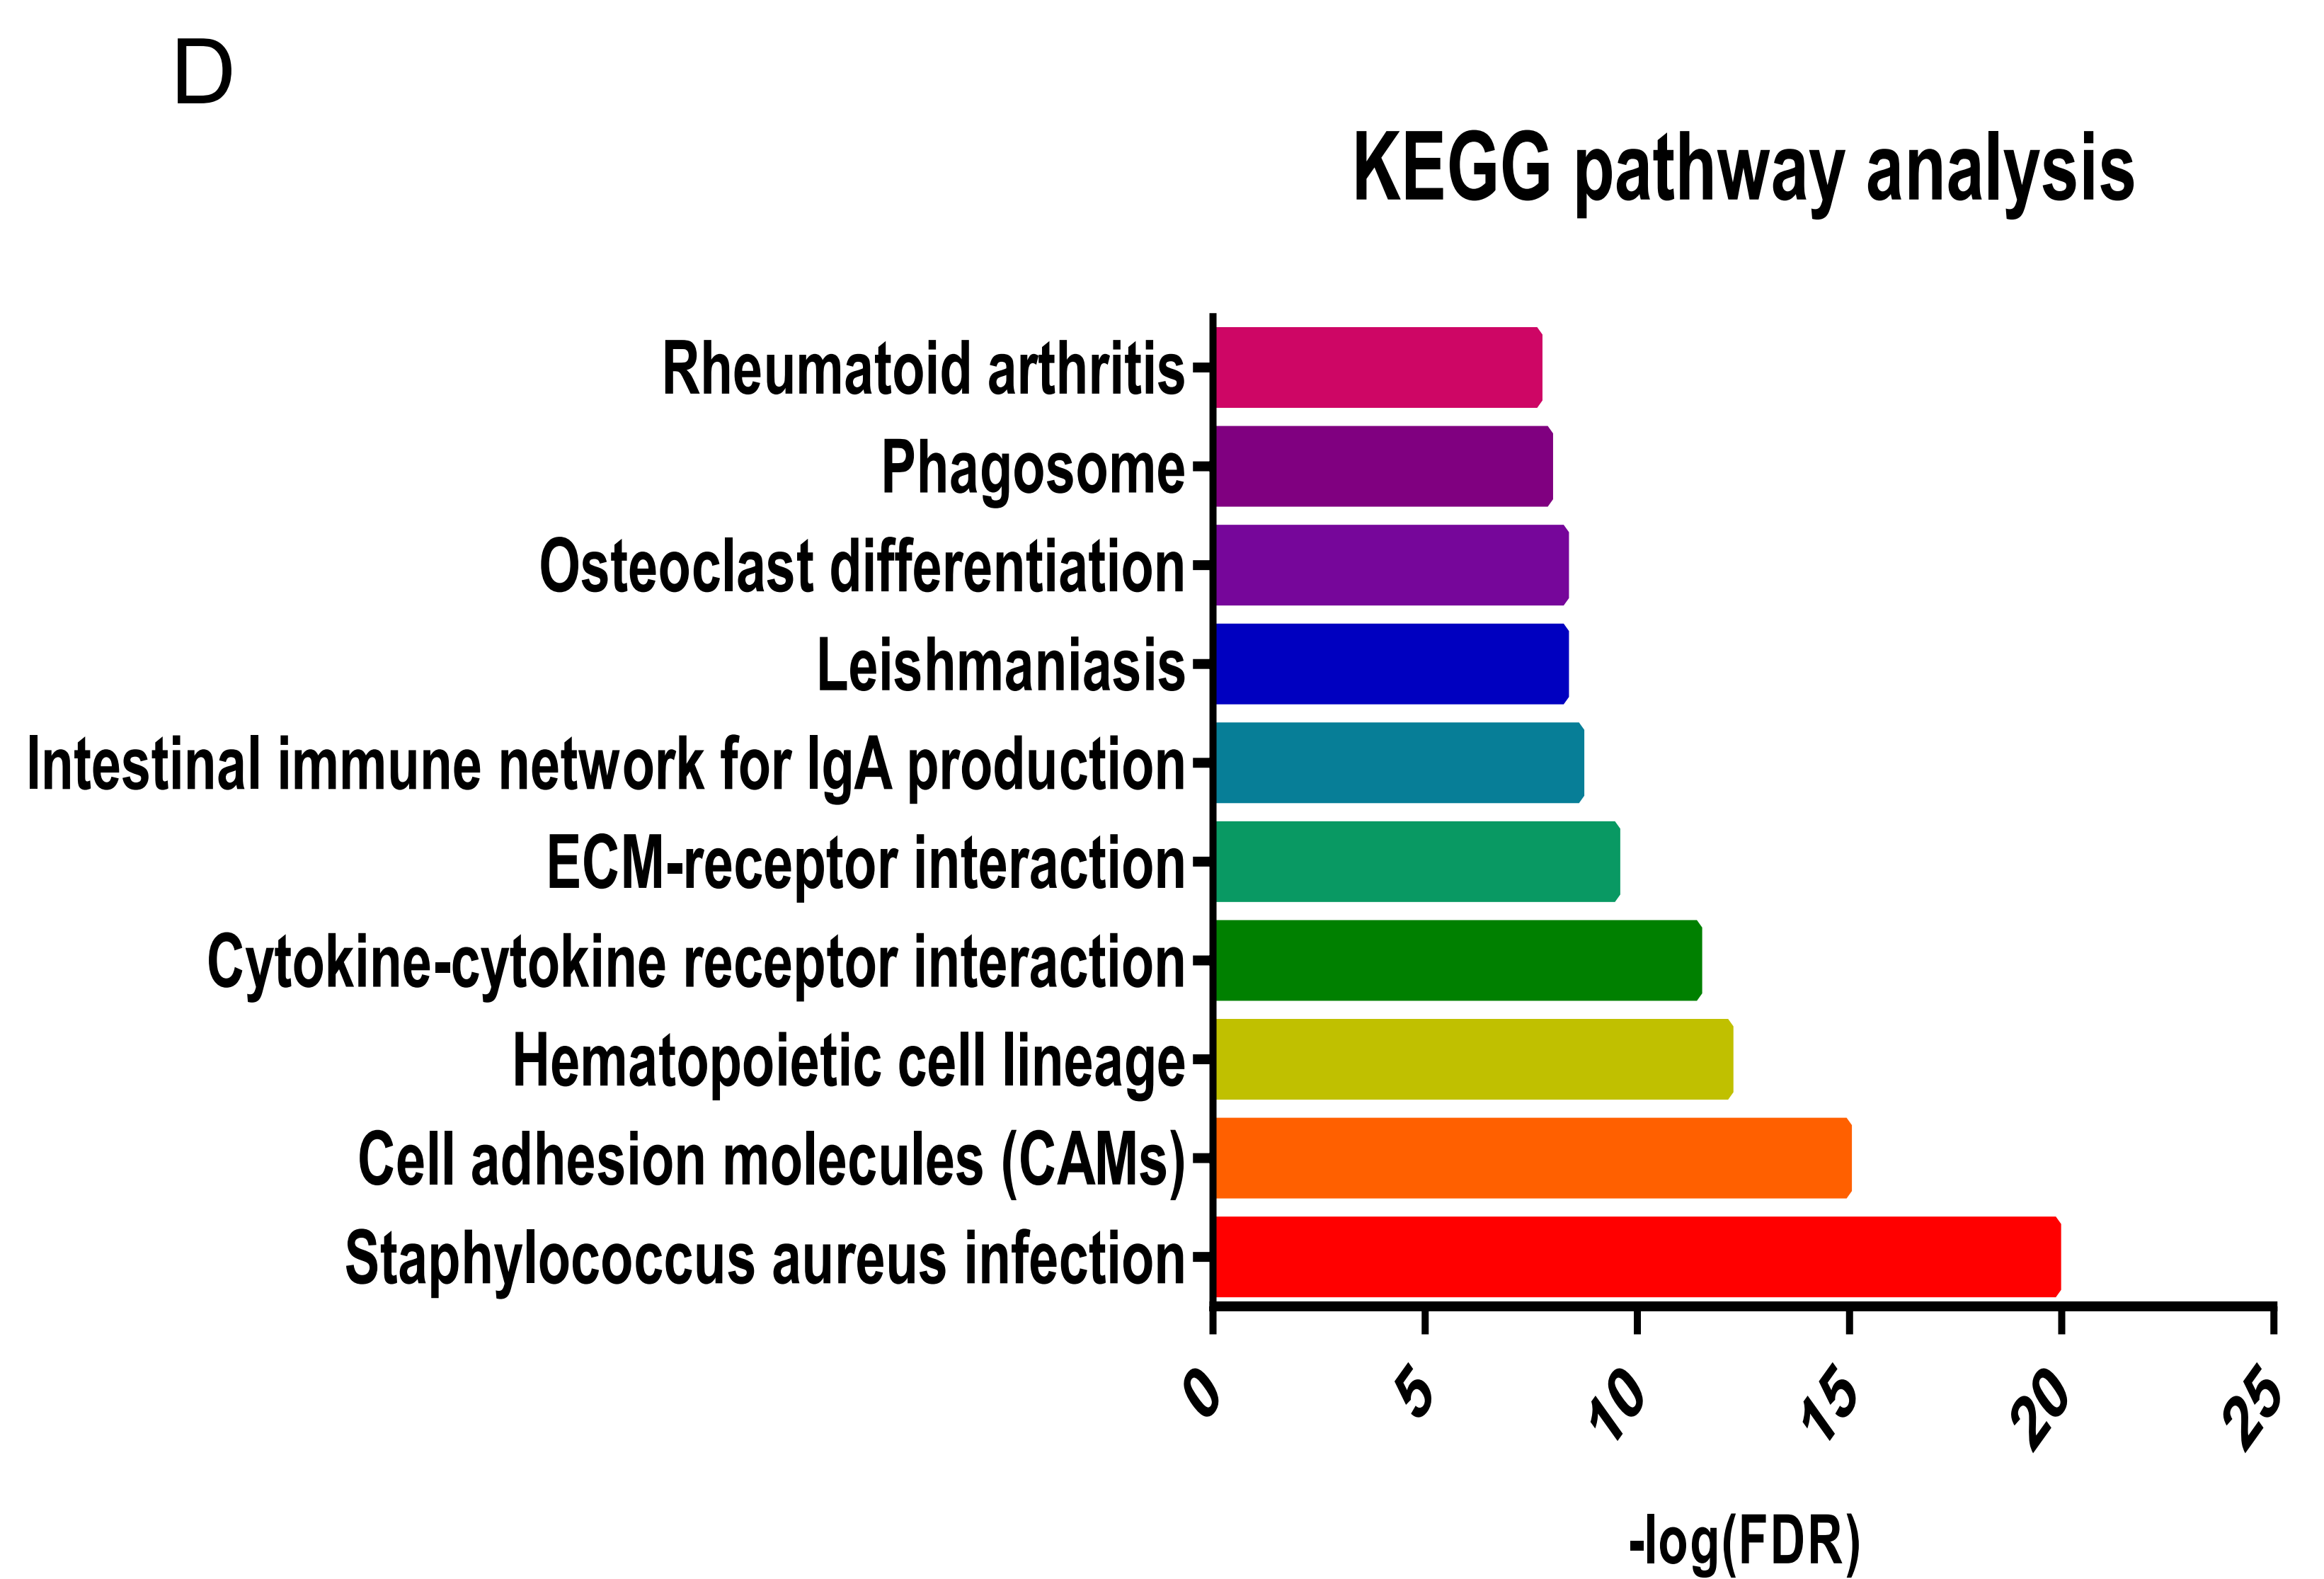 D
KEGG pathway analysis
Rheumatoid arthritis
Phagosome
Osteoclast differentiation
Leishmaniasis
Intestinal immune network for IgA production
ECM-receptor interaction
Cytokine-cytokine receptor interaction
Hematopoietic cell lineage
Cell adhesion molecules (CAMs)
Staphylococcus aureus infection
0 5 10 15 20 25
-log(FDR)